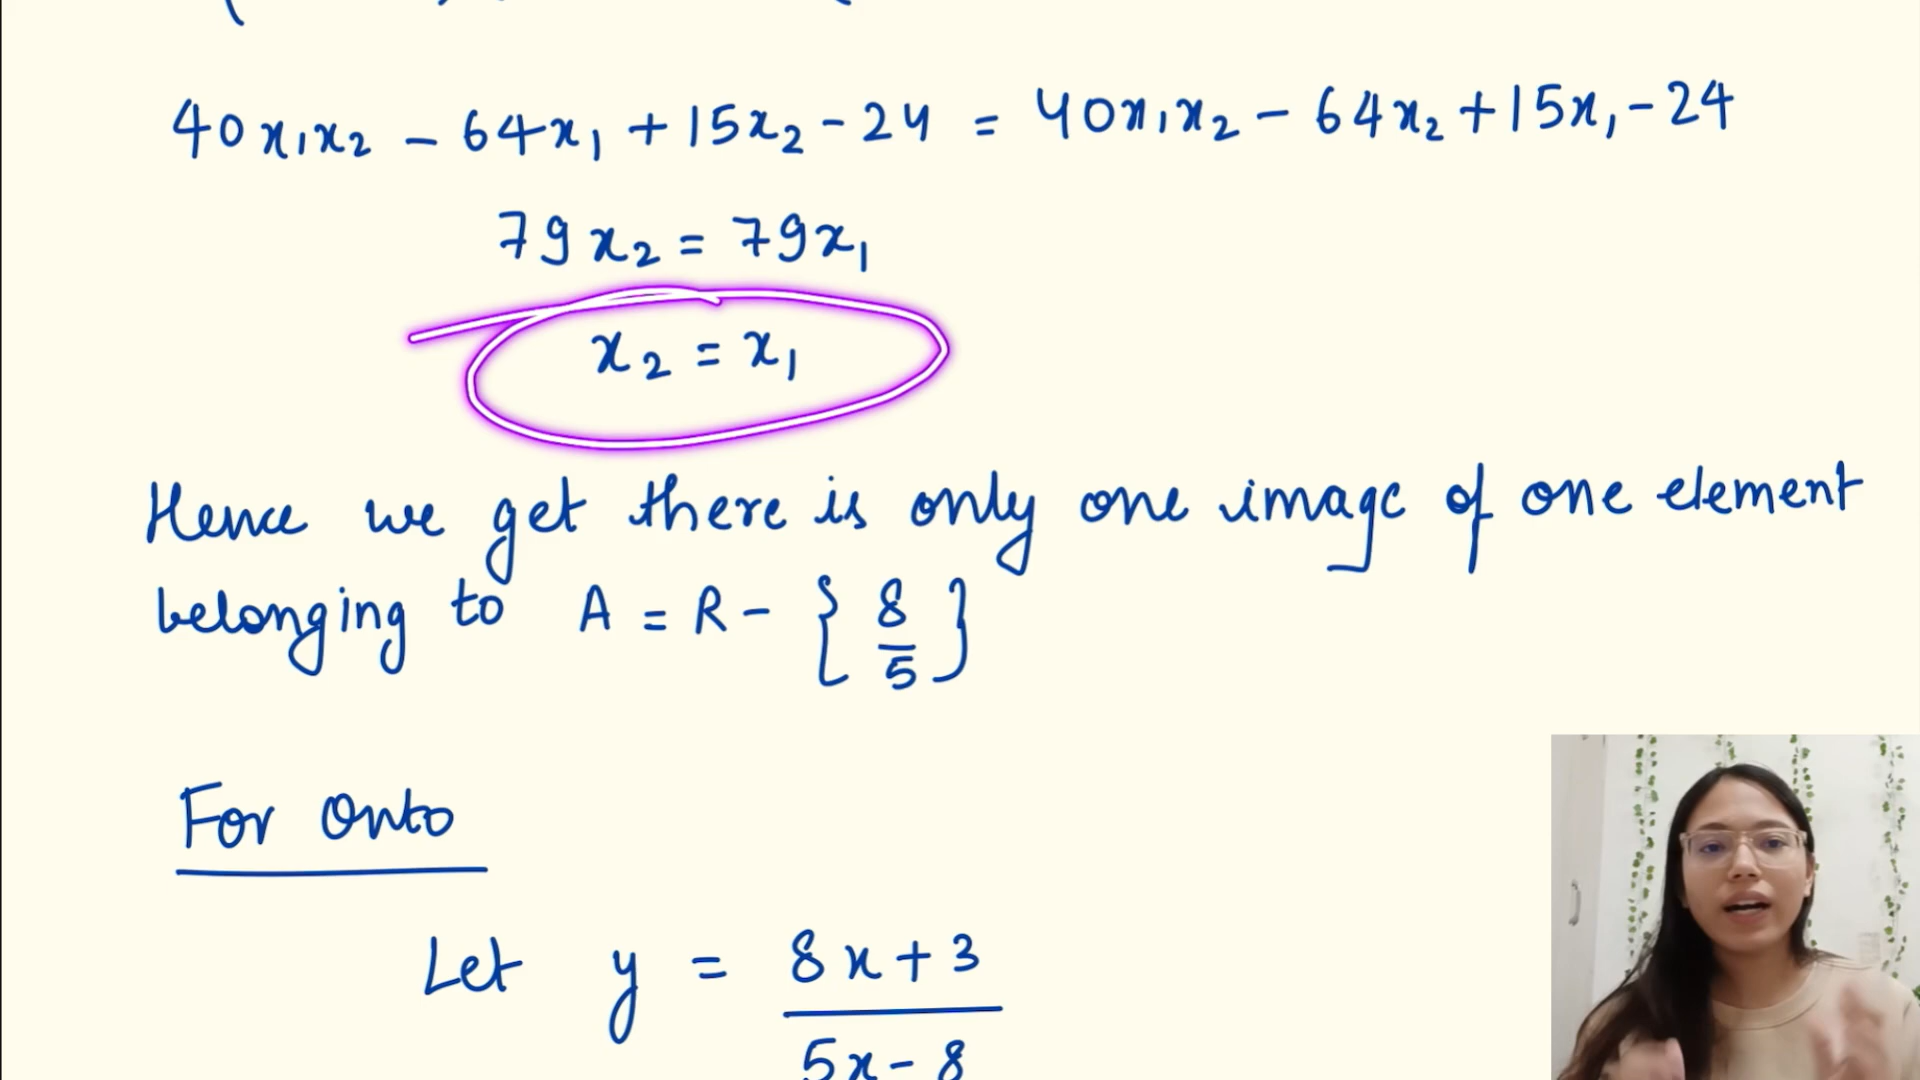 40x₁x₂ - 64x₁ + 15x₂ - 24 = 40x₁x₂ - 64x₂ + 15x₁ - 24
79x₂ = 79x₁
x₂ = x₁
Hence we get there is only one image of one element
belonging to A = R - {8/5}
For Onto
Let y = 8x + 3
5x - 8